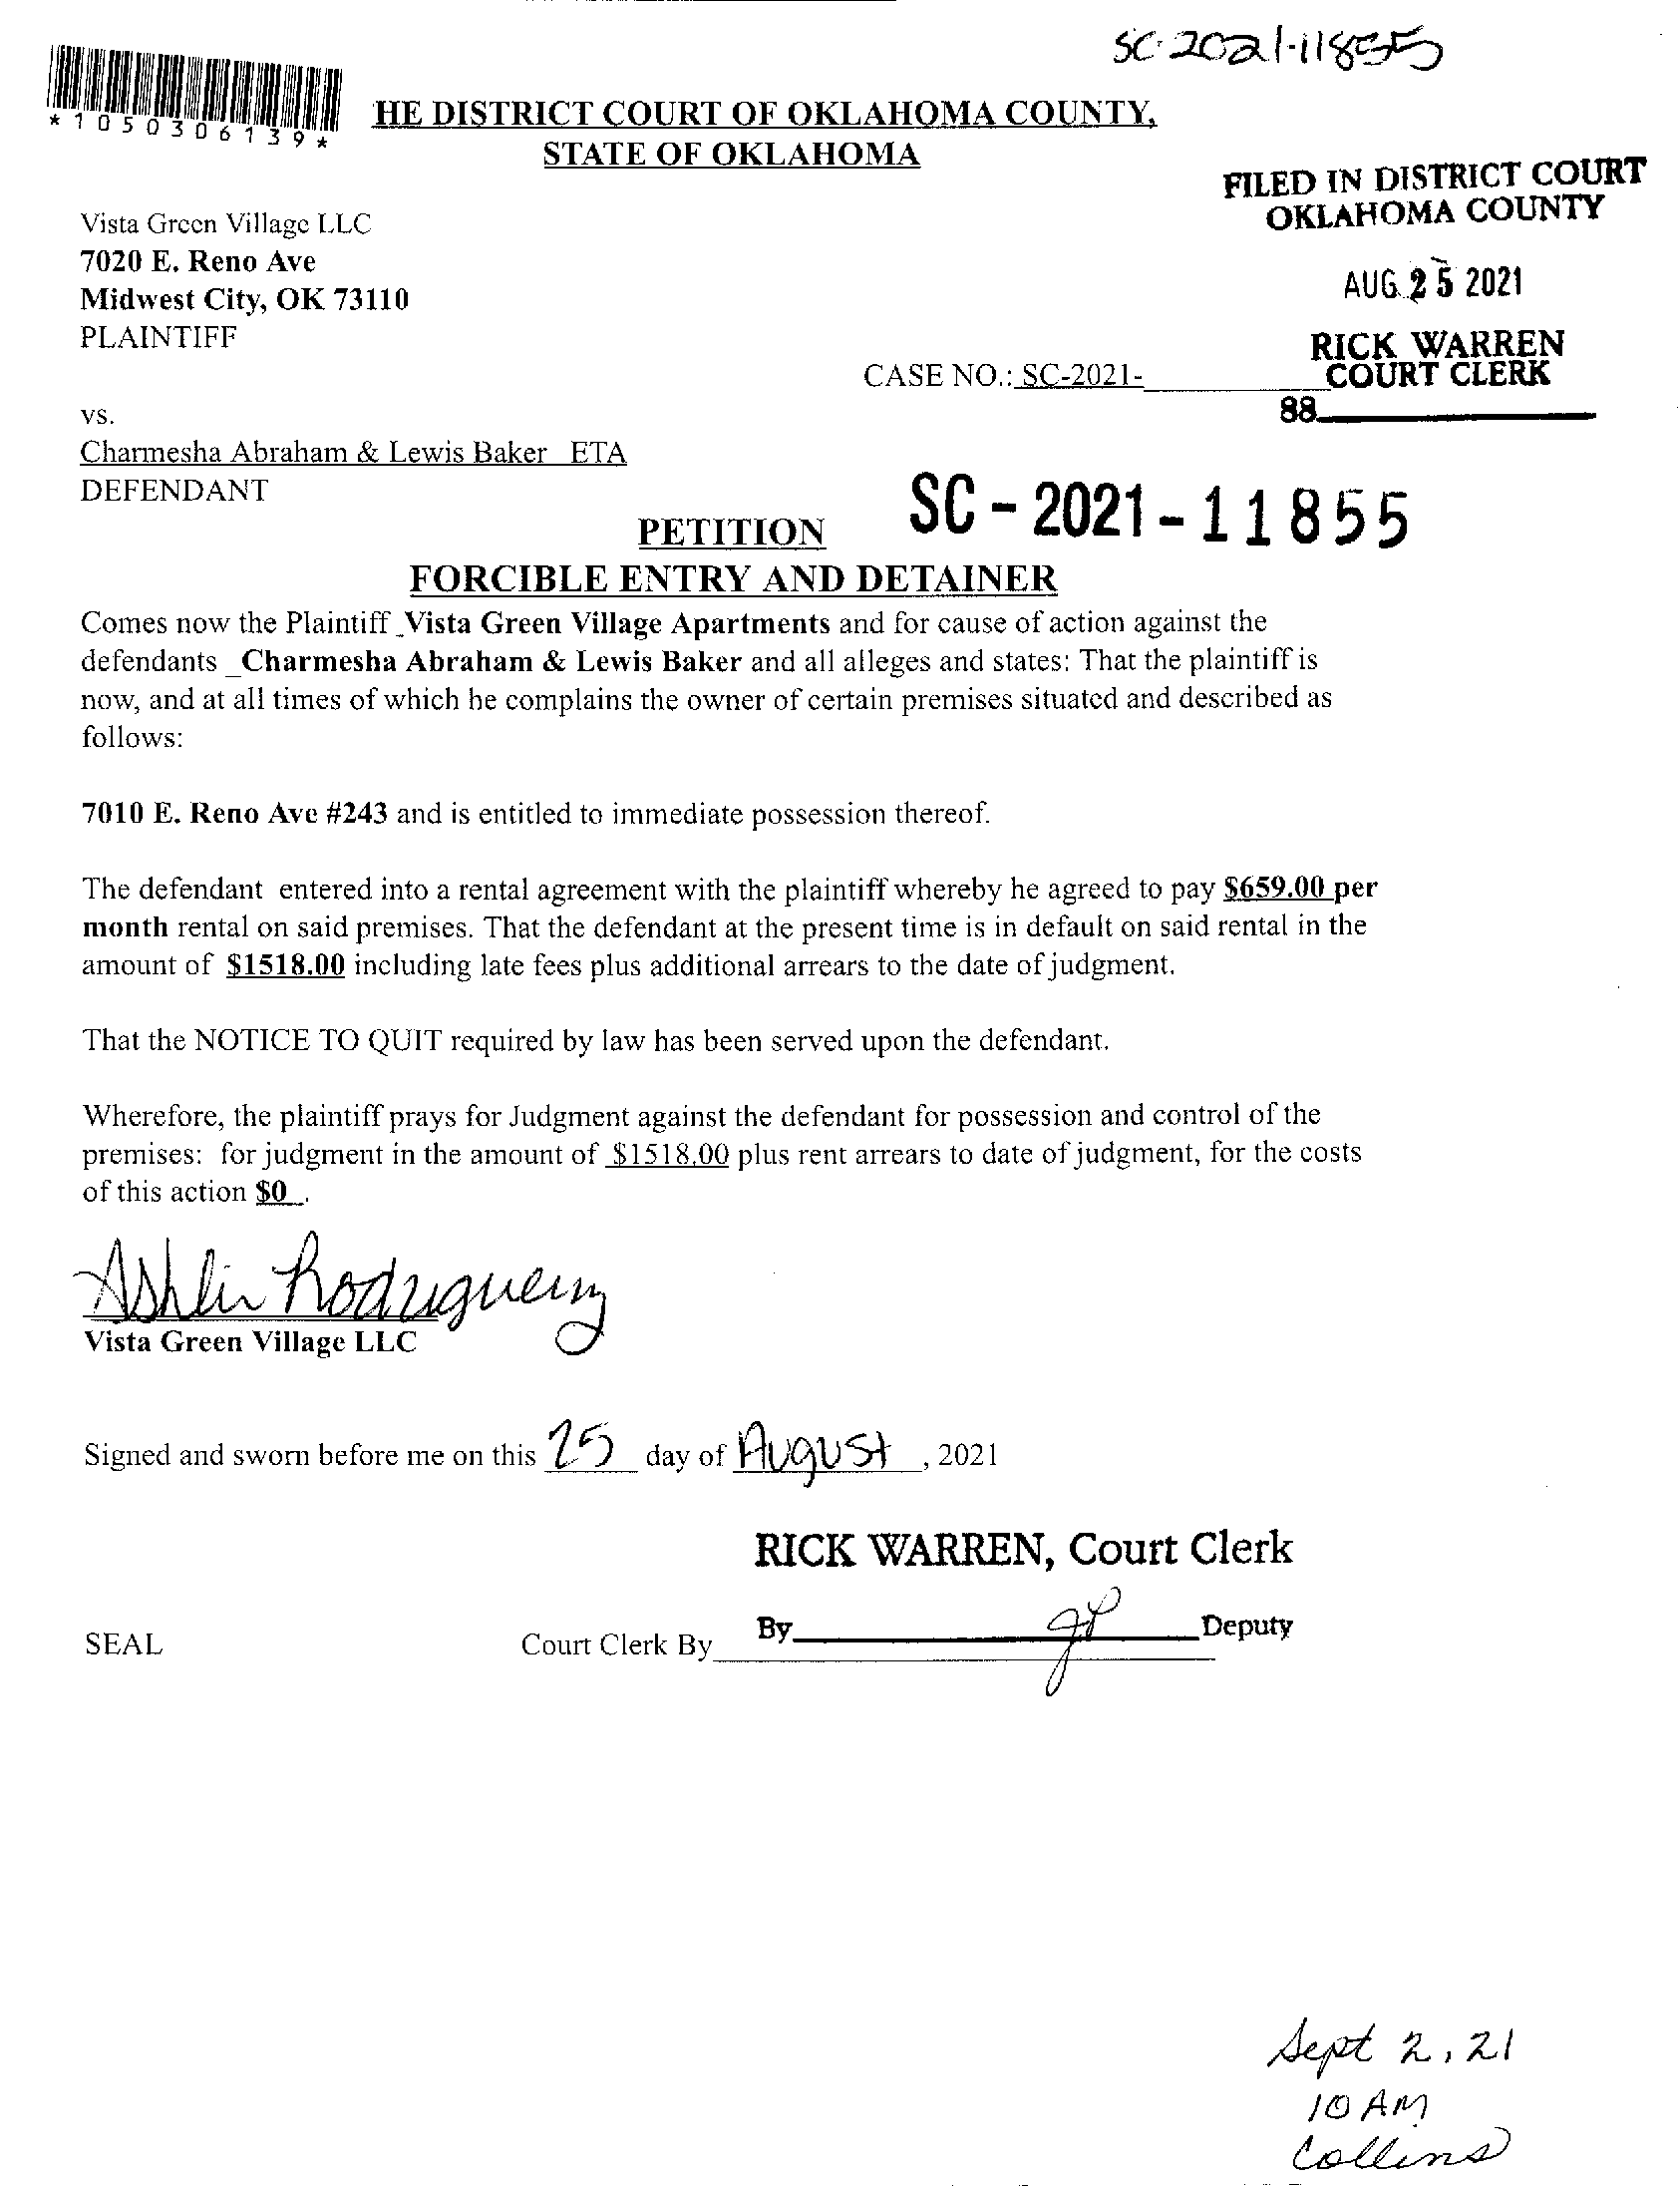 SC-2021-11855
*1050306139*
HE DISTRICT COURT OF OKLAHOMA COUNTY,
STATE OF OKLAHOMA
FILED IN DISTRICT COURT
OKLAHOMA COUNTY
Vista Green Village LLC
7020 E. Reno Ave
Midwest City, OK 73110
PLAINTIFF
AUG 25 2021
RICK WARREN
COURT CLERK
CASE NO.: SC-2021-
88
vs.
Charmesha Abraham & Lewis Baker ETA
DEFENDANT
SC - 2021 - 11855
PETITION
FORCIBLE ENTRY AND DETAINER
Comes now the Plaintiff _Vista Green Village Apartments and for cause of action against the
defendants _Charmesha Abraham & Lewis Baker and all alleges and states: That the plaintiff is
now, and at all times of which he complains the owner of certain premises situated and described as
follows:
7010 E. Reno Ave #243 and is entitled to immediate possession thereof.
The defendant entered into a rental agreement with the plaintiff whereby he agreed to pay $659.00 per
month rental on said premises. That the defendant at the present time is in default on said rental in the
amount of $1518.00 including late fees plus additional arrears to the date of judgment.
That the NOTICE TO QUIT required by law has been served upon the defendant.
Wherefore, the plaintiff prays for Judgment against the defendant for possession and control of the
premises: for judgment in the amount of $1518.00 plus rent arrears to date of judgment, for the costs
of this action $0 .
Ashlin Rodriguez
Vista Green Village LLC
Signed and sworn before me on this 25 day of August , 2021
RICK WARREN, Court Clerk
By Deputy
SEAL Court Clerk By
Sept 2, 21
10 AM
Collins